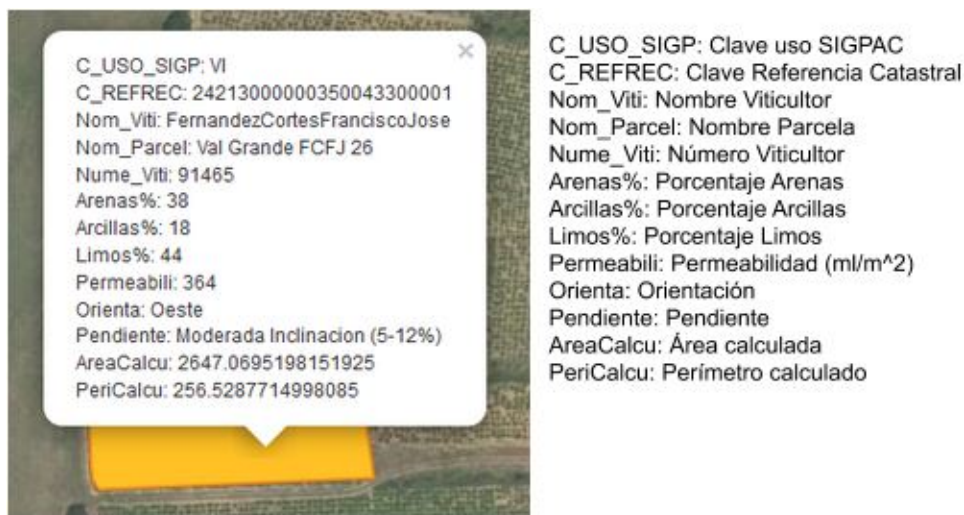 C_USO_SIGP: VI
C_REFREC: 24213000000350043300001
Nom_Viti: FernandezCortesFranciscoJose
Nom_Parcel: Val Grande FCFJ 26
Nume_Viti: 91465
Arenas%: 38
Arcillas%: 18
Limos%: 44
Permeabili: 364
Orienta: Oeste
Pendiente: Moderada Inclinacion (5-12%)
AreaCalcu: 2647.0695198151925
PeriCalcu: 256.5287714998085
×
C_USO_SIGP: Clave uso SIGPAC
C_REFREC: Clave Referencia Catastral
Nom_Viti: Nombre Viticultor
Nom_Parcel: Nombre Parcela
Nume_Viti: Número Viticultor
Arenas%: Porcentaje Arenas
Arcillas%: Porcentaje Arcillas
Limos%: Porcentaje Limos
Permeabili: Permeabilidad (ml/m^2)
Orienta: Orientación
Pendiente: Pendiente
AreaCalcu: Área calculada
PeriCalcu: Perímetro calculado